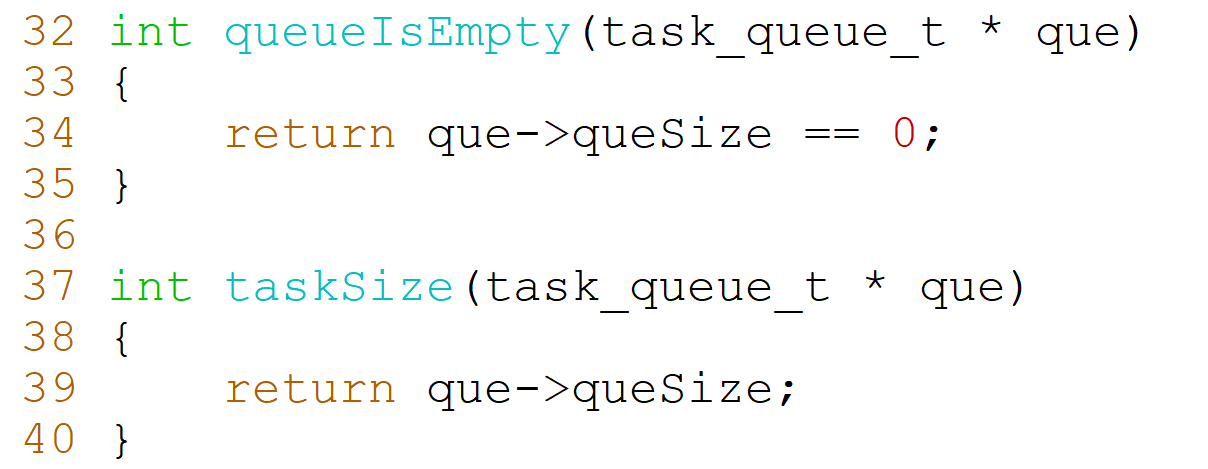 32 int queueIsEmpty(task_queue_t * que)
33 {
34     return que->queSize == 0;
35 }
36
37 int taskSize(task_queue_t * que)
38 {
39     return que->queSize;
40 }